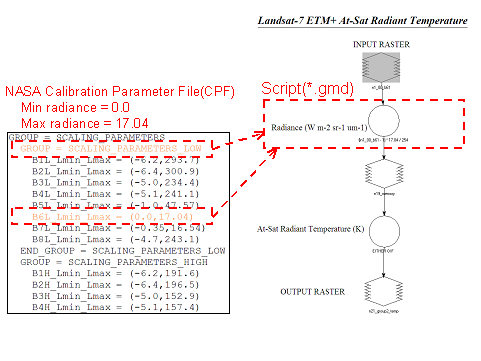 Landsat-7 ETM+ At-Sat Radiant Temperature
INPUT RASTER
NASA Calibration Parameter File(CPF)
Min radiance = 0.0
Max radiance = 17.04
Script(*.gmd)
Radiance (W m-2 sr-1 um-1)
GROUP = SCALING_PARAMETERS
GROUP = SCALING_PARAMETERS_LOW
B1L_Lmin_Lmax = (-6.2,293.7)
B2L_Lmin_Lmax = (-6.4,300.9)
B3L_Lmin_Lmax = (-5.0,234.4)
B4L_Lmin_Lmax = (-5.1,241.1)
B5L_Lmin_Lmax = (-1.0,47.57)
B6L_Lmin_Lmax = (0.0,17.04)
B7L_Lmin_Lmax = (-0.35,16.54)
B8L_Lmin_Lmax = (-4.7,243.1)
END_GROUP = SCALING_PARAMETERS_LOW
GROUP = SCALING_PARAMETERS_HIGH
B1H_Lmin_Lmax = (-6.2,191.6)
B2H_Lmin_Lmax = (-6.4,196.5)
B3H_Lmin_Lmax = (-5.0,152.9)
B4H_Lmin_Lmax = (-5.1,157.4)
At-Sat Radiant Temperature (K)
EITHER OUT
OUTPUT RASTER